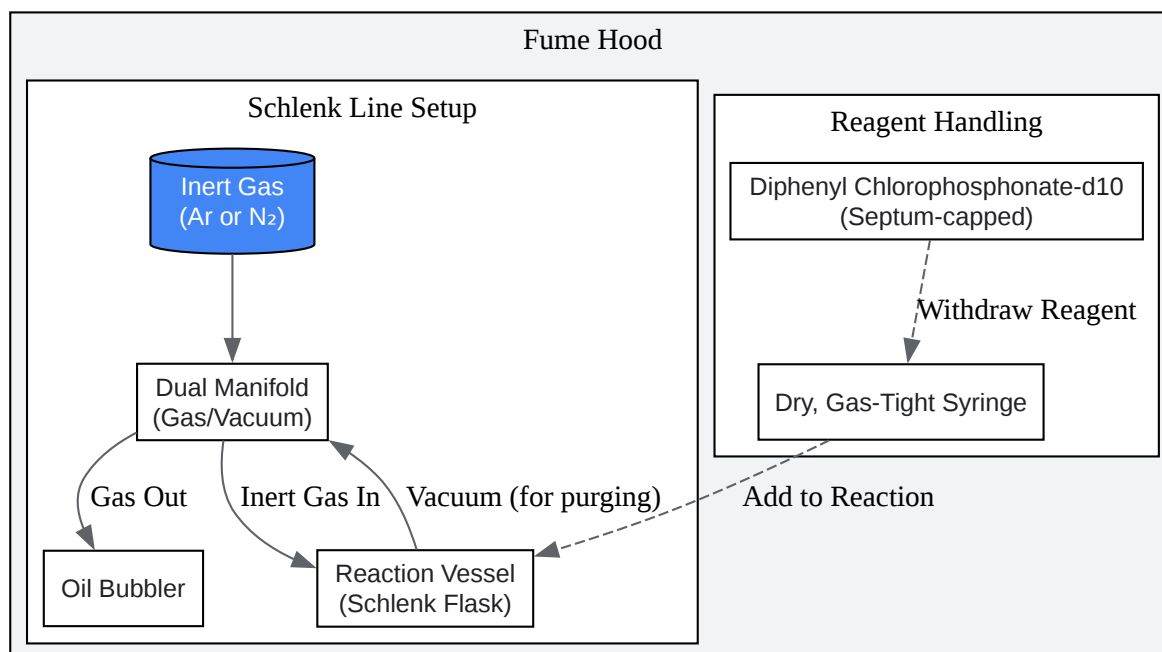 Fume Hood
Schlenk Line Setup
Inert Gas
(Ar or N₂)
Dual Manifold
(Gas/Vacuum)
Gas Out
Inert Gas In
Vacuum (for purging)
Oil Bubbler
Reaction Vessel
(Schlenk Flask)
Reagent Handling
Diphenyl Chlorophosphonate-d10
(Septum-capped)
Withdraw Reagent
Dry, Gas-Tight Syringe
Add to Reaction